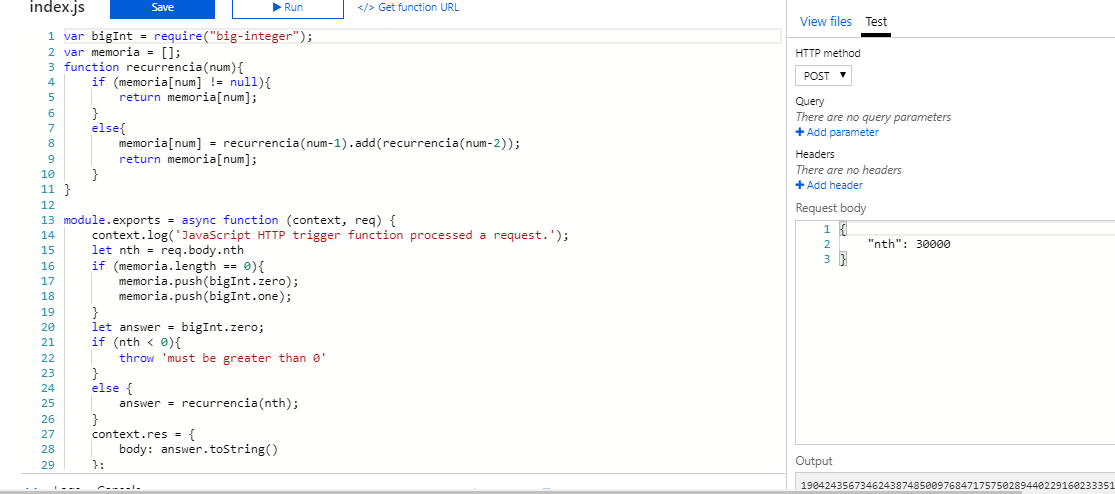 index.js Save Run </> Get function URL
1 var bigInt = require("big-integer");
2 var memoria = [];
3 function recurrencia(num){
4 if (memoria[num] != null){
5 return memoria[num];
6 }
7 else{
8 memoria[num] = recurrencia(num-1).add(recurrencia(num-2));
9 return memoria[num];
10 }
11 }
12
13 module.exports = async function (context, req) {
14 context.log('JavaScript HTTP trigger function processed a request.');
15 let nth = req.body.nth
16 if (memoria.length == 0){
17 memoria.push(bigInt.zero);
18 memoria.push(bigInt.one);
19 }
20 let answer = bigInt.zero;
21 if (nth < 0){
22 throw 'must be greater than 0'
23 }
24 else {
25 answer = recurrencia(nth);
26 }
27 context.res = {
28 body: answer.toString()
29 };
View files Test
HTTP method
POST
Query
There are no query parameters
+ Add parameter
Headers
There are no headers
+ Add header
Request body
1 {
2 "nth": 30000
3 }
Output